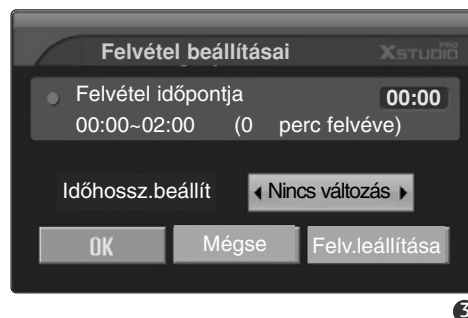 Felvétel beállításai XSTUDIO PRO
Felvétel időpontja 00:00
00:00~02:00 (0 perc felvéve)
Időhossz.beállít Nincs változás
OK Mégse Felv.leállítása
3